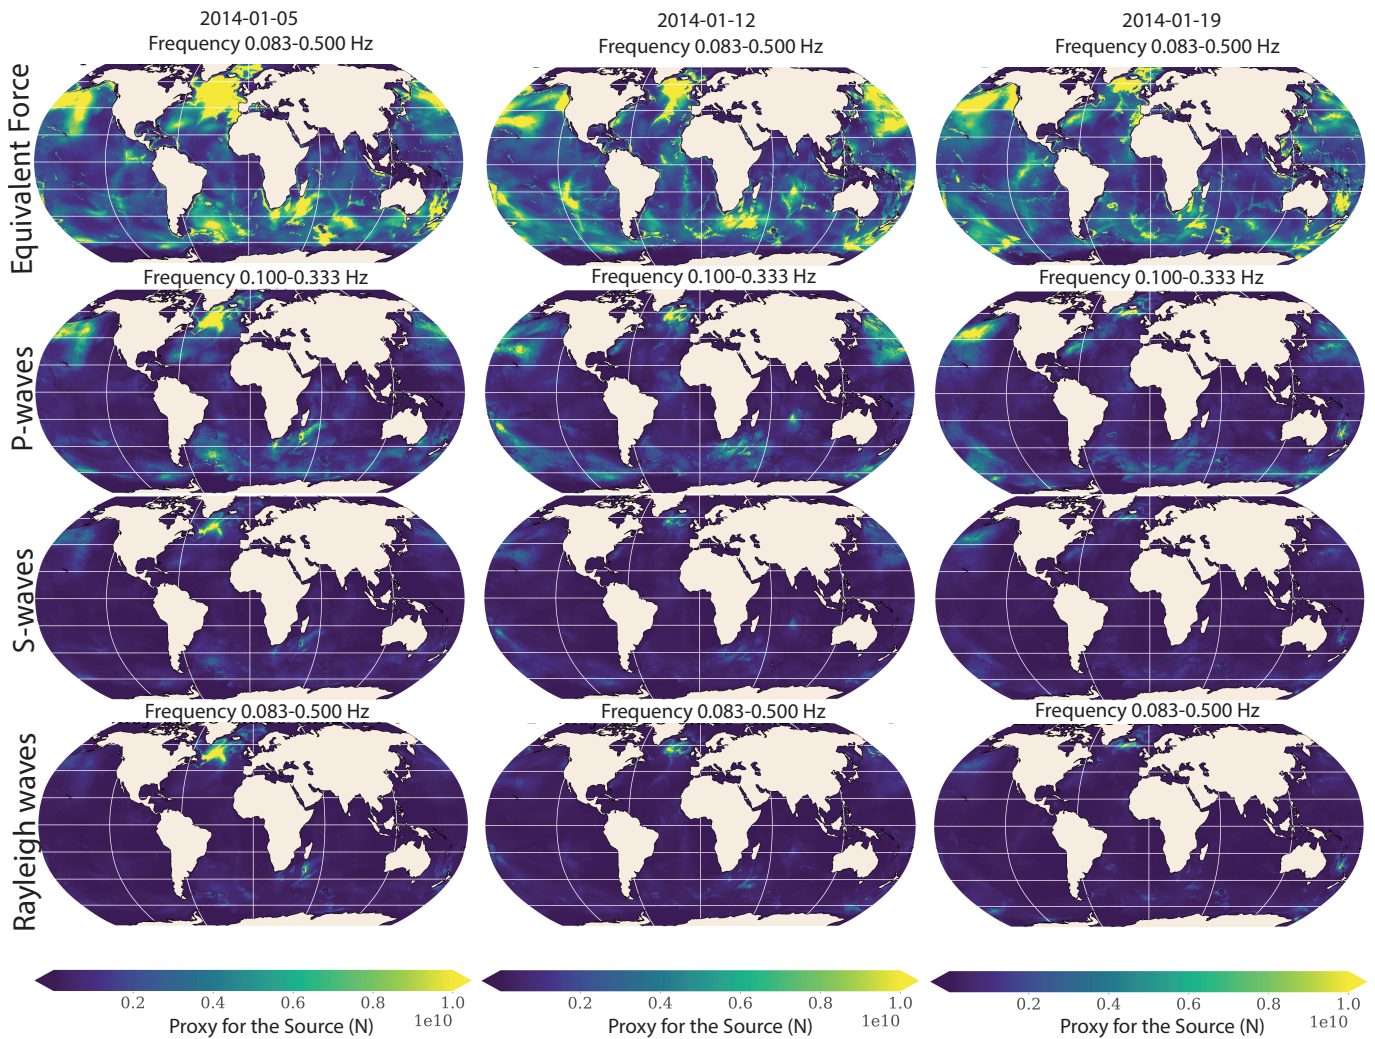 2014-01-05
Frequency 0.083-0.500 Hz
2014-01-12
Frequency 0.083-0.500 Hz
2014-01-19
Frequency 0.083-0.500 Hz
Equivalent Force
Frequency 0.100-0.333 Hz
Frequency 0.100-0.333 Hz
Frequency 0.100-0.333 Hz
P-waves
S-waves
Frequency 0.083-0.500 Hz
Frequency 0.083-0.500 Hz
Frequency 0.083-0.500 Hz
Rayleigh waves
0.2 0.4 0.6 0.8 1.0
1e10
Proxy for the Source (N)
0.2 0.4 0.6 0.8 1.0
1e10
Proxy for the Source (N)
0.2 0.4 0.6 0.8 1.0
1e10
Proxy for the Source (N)